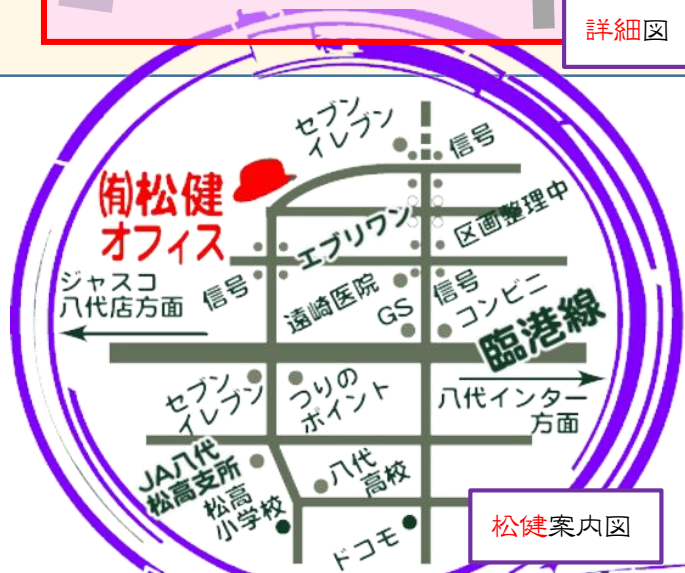 詳細図
セブン
イレブン
信号
㈲松健
オフィス
エブリワン
区画整理中
ジャスコ
八代店方面
信号
遠崎医院
GS
信号
コンビニ
臨港線
セブン
イレブン
つりの
ポイント
八代インター
方面
JA八代
松高支所
松高
小学校
八代
高校
ドコモ
松健案内図